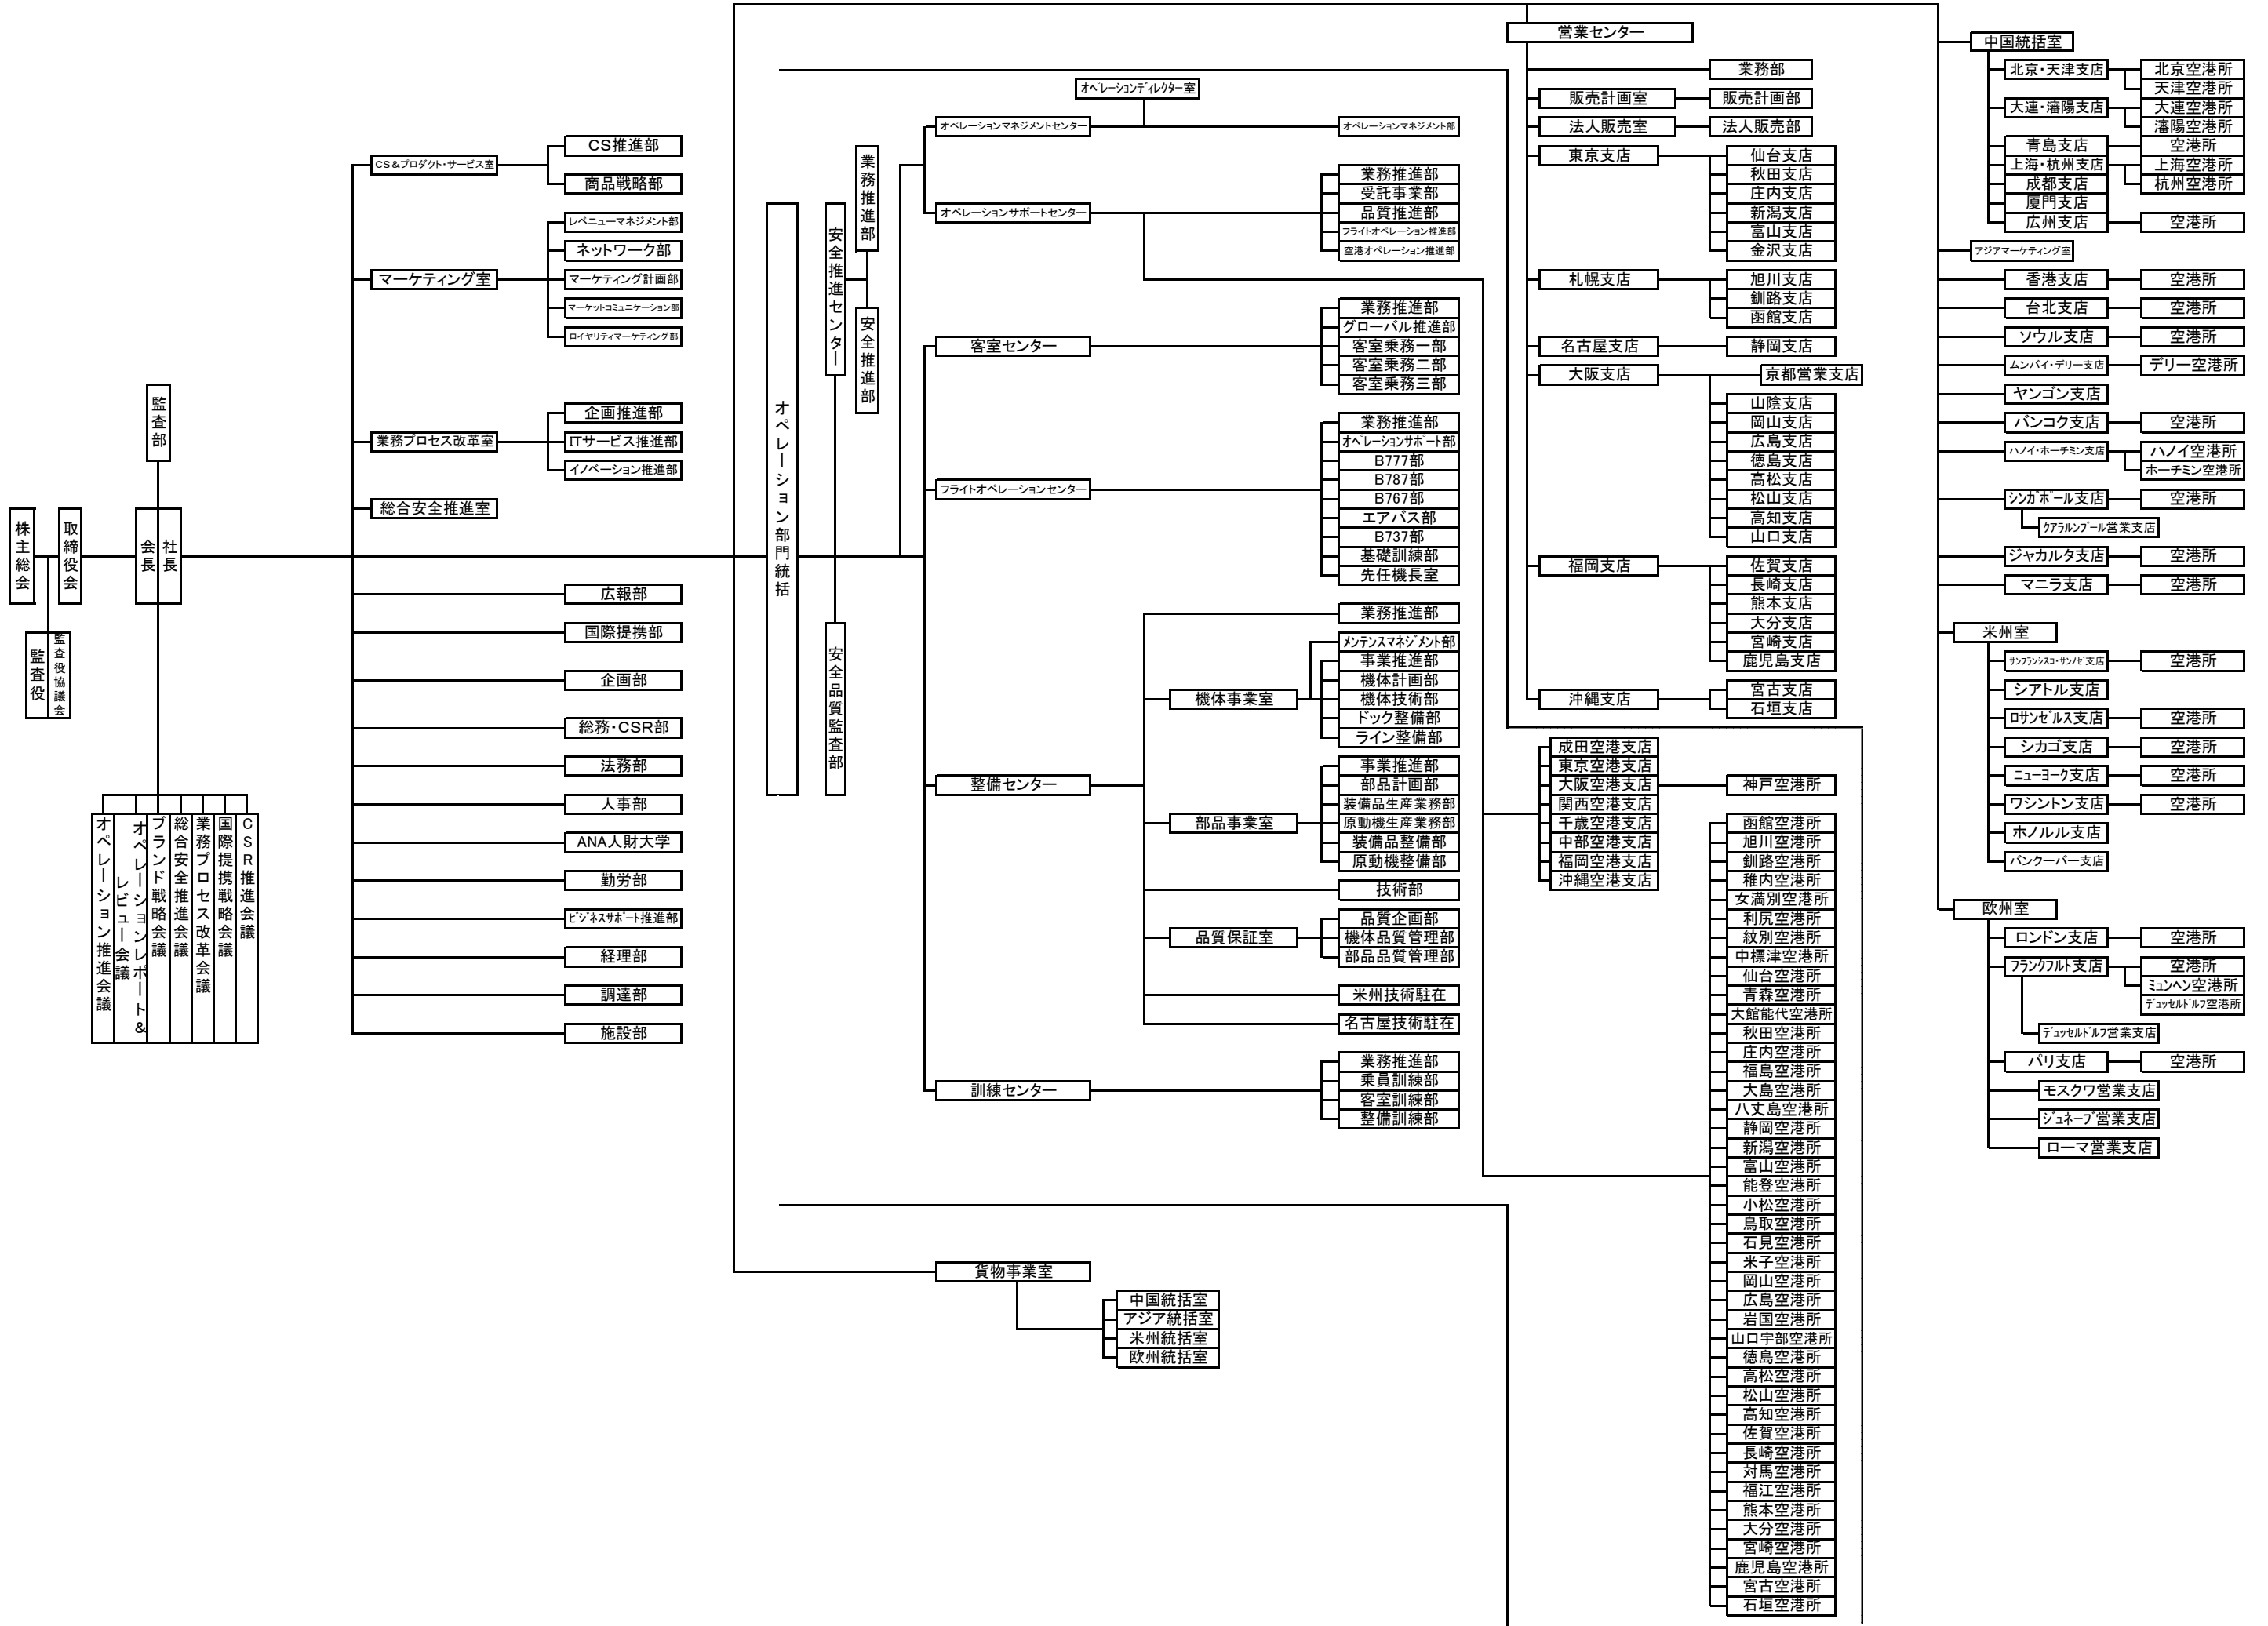 株主総会
監査役
監査役協議会
取締役会
監査部
会長
社長
オペレーション推進会議
オペレーションレポート&
レビュー会議
ブランド戦略会議
総合安全推進会議
業務プロセス改革会議
国際提携戦略会議
CSR推進会議
CS&プロダクト・サービス室
CS推進部
商品戦略部
マーケティング室
レベニューマネジメント部
ネットワーク部
マーケティング計画部
マーケットコミュニケーション部
ロイヤリティマーケティング部
業務プロセス改革室
企画推進部
ITサービス推進部
イノベーション推進部
総合安全推進室
広報部
国際提携部
企画部
総務・CSR部
法務部
人事部
ANA人財大学
勤労部
ビジネスサポート推進部
経理部
調達部
施設部
オペレーション部門統括
安全推進センター
業務推進部
安全推進部
安全品質監査部
オペレーションディレクター室
オペレーションマネジメントセンター
オペレーションマネジメント部
オペレーションサポートセンター
業務推進部
受託事業部
品質推進部
フライトオペレーション推進部
空港オペレーション推進部
客室センター
業務推進部
グローバル推進部
客室乗務一部
客室乗務二部
客室乗務三部
フライトオペレーションセンター
業務推進部
オペレーションサポート部
B777部
B787部
B767部
エアバス部
B737部
基礎訓練部
先任機長室
整備センター
業務推進部
機体事業室
メンテンスマネジメント部
事業推進部
機体計画部
機体技術部
ドック整備部
ライン整備部
部品事業室
事業推進部
部品計画部
装備品生産業務部
原動機生産業務部
装備品整備部
原動機整備部
技術部
品質保証室
品質企画部
機体品質管理部
部品品質管理部
米州技術駐在
名古屋技術駐在
訓練センター
業務推進部
乗員訓練部
客室訓練部
整備訓練部
貨物事業室
中国統括室
アジア統括室
米州統括室
欧州統括室
営業センター
業務部
販売計画室
販売計画部
法人販売室
法人販売部
東京支店
仙台支店
秋田支店
庄内支店
新潟支店
富山支店
金沢支店
札幌支店
旭川支店
釧路支店
函館支店
名古屋支店
静岡支店
大阪支店
京都営業支店
山陰支店
岡山支店
広島支店
徳島支店
高松支店
松山支店
高知支店
山口支店
福岡支店
佐賀支店
長崎支店
熊本支店
大分支店
宮崎支店
鹿児島支店
沖縄支店
宮古支店
石垣支店
成田空港支店
東京空港支店
大阪空港支店
関西空港支店
千歳空港支店
中部空港支店
福岡空港支店
沖縄空港支店
神戸空港所
函館空港所
旭川空港所
釧路空港所
稚内空港所
女満別空港所
利尻空港所
紋別空港所
中標津空港所
仙台空港所
青森空港所
大館能代空港所
秋田空港所
庄内空港所
福島空港所
大島空港所
八丈島空港所
静岡空港所
新潟空港所
富山空港所
能登空港所
小松空港所
鳥取空港所
石見空港所
米子空港所
岡山空港所
広島空港所
岩国空港所
山口宇部空港所
徳島空港所
高松空港所
松山空港所
高知空港所
佐賀空港所
長崎空港所
対馬空港所
福江空港所
熊本空港所
大分空港所
宮崎空港所
鹿児島空港所
宮古空港所
石垣空港所
中国統括室
北京・天津支店
北京空港所
天津空港所
大連・瀋陽支店
大連空港所
瀋陽空港所
青島支店
空港所
上海・杭州支店
上海空港所
杭州空港所
成都支店
厦門支店
広州支店
空港所
アジアマーケティング室
香港支店
空港所
台北支店
空港所
ソウル支店
空港所
ムンバイ・デリー支店
デリー空港所
ヤンゴン支店
バンコク支店
空港所
ハノイ・ホーチミン支店
ハノイ空港所
ホーチミン空港所
シンガポール支店
空港所
クアラルンプール営業支店
ジャカルタ支店
空港所
マニラ支店
空港所
米州室
サンフランシスコ・サンノゼ支店
空港所
シアトル支店
ロサンゼルス支店
空港所
シカゴ支店
空港所
ニューヨーク支店
空港所
ワシントン支店
空港所
ホノルル支店
バンクーバー支店
欧州室
ロンドン支店
空港所
フランクフルト支店
空港所
ミュンヘン空港所
デュッセルドルフ空港所
デュッセルドルフ営業支店
パリ支店
空港所
モスクワ営業支店
ジュネーブ営業支店
ローマ営業支店